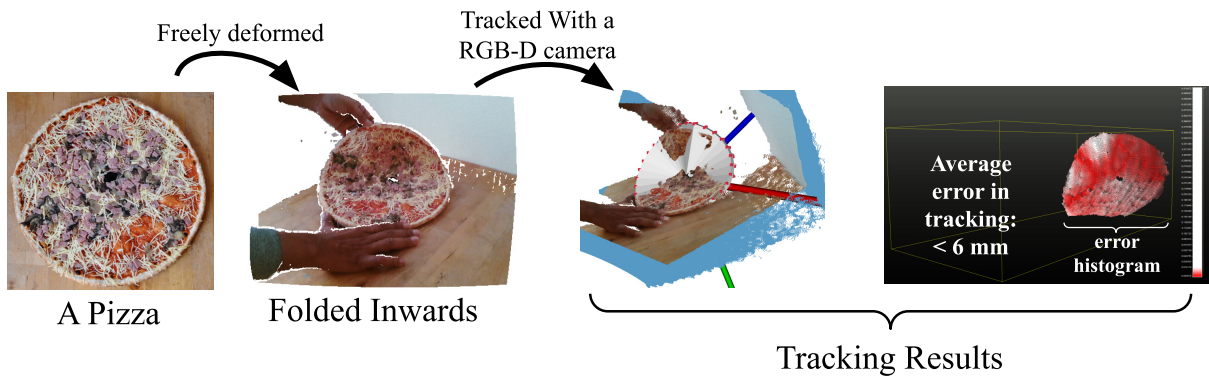 Freely deformed
Tracked With a
RGB-D camera
Average
error in
tracking:
< 6 mm
error
histogram
A Pizza
Folded Inwards
Tracking Results